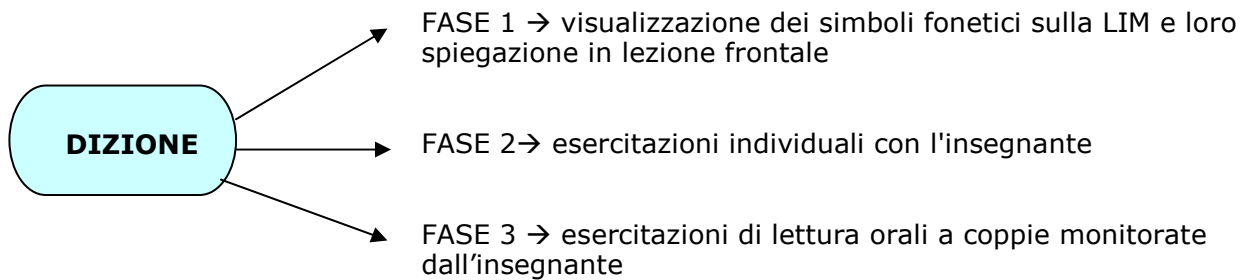 FASE 1 → visualizzazione dei simboli fonetici sulla LIM e loro
spiegazione in lezione frontale
DIZIONE
FASE 2→ esercitazioni individuali con l'insegnante
FASE 3 → esercitazioni di lettura orali a coppie monitorate
dall’insegnante